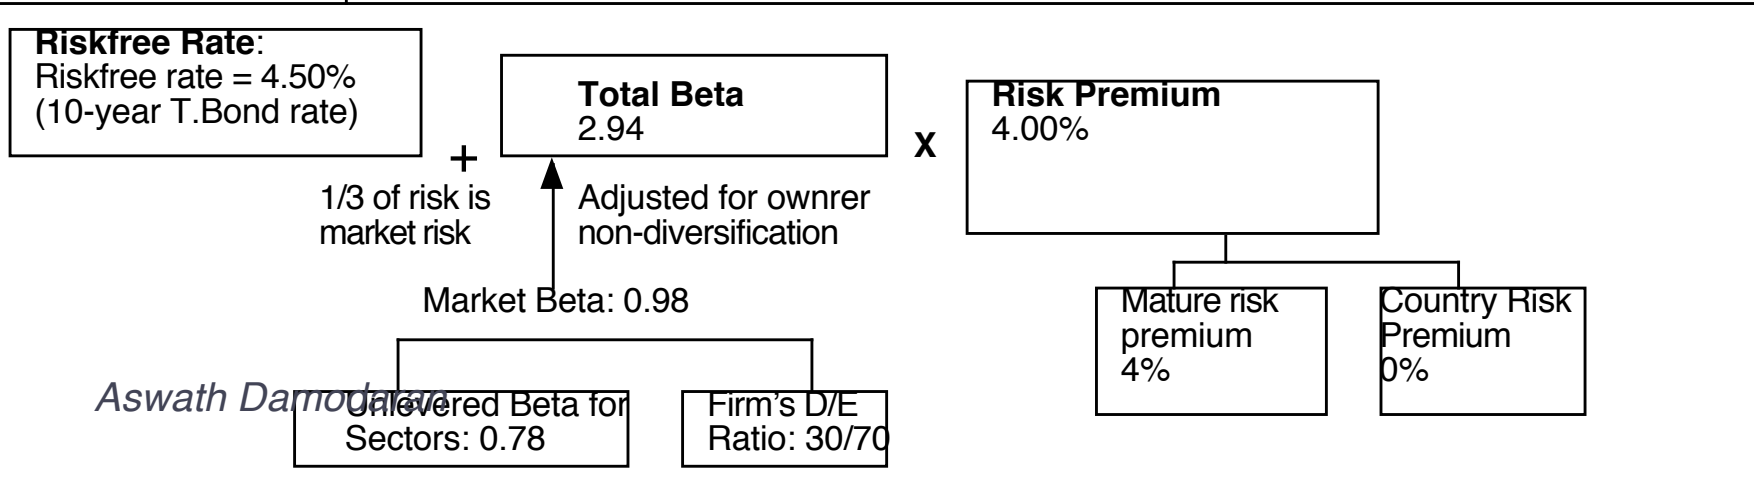 Riskfree Rate:
Riskfree rate = 4.50%
(10-year T.Bond rate)
+
Total Beta
2.94
x
Risk Premium
4.00%
1/3 of risk is
market risk
Adjusted for ownrer
non-diversification
Market Beta: 0.98
Mature risk
premium
4%
Country Risk
Premium
0%
Aswath Damodaran
Unlevered Beta for
Sectors: 0.78
Firm’s D/E
Ratio: 30/70